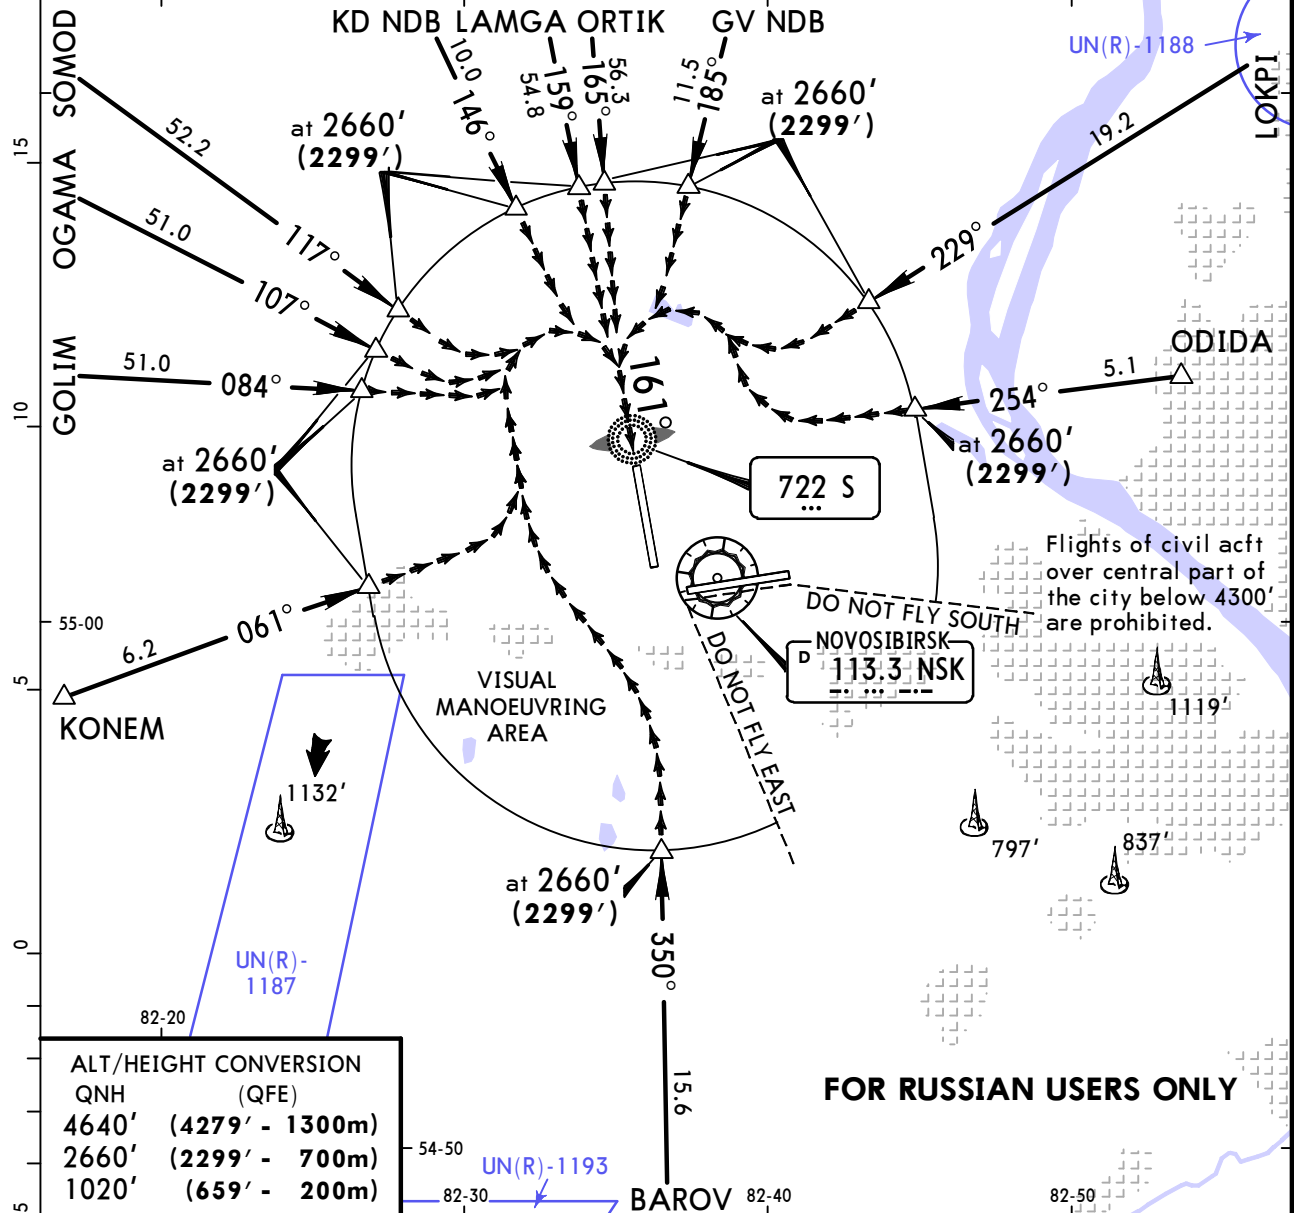 KD NDB LAMGA ORTIK GV NDB
SOMOD
OGAMA
GOLIM
LOKPI
UN(R)-1188
10.0
146°
54.8
159°
56.3
165°
11.5
185°
at 2660'
(2299')
at 2660'
(2299')
52.2
117°
51.0
107°
51.0
084°
19.2
229°
ODIDA
5.1
254°
at 2660'
(2299')
161°
at 2660'
(2299')
722 S
Flights of civil acft
over central part of
the city below 4300'
are prohibited.
DO NOT FLY SOUTH
NOVOSIBIRSK
D 113.3 NSK
DO NOT FLY EAST
061°
6.2
KONEM
VISUAL
MANOEUVRING
AREA
1119'
1132'
797'
837'
at 2660'
(2299')
350°
15.6
BAROV
UN(R)-
1187
UN(R)-1193
FOR RUSSIAN USERS ONLY
ALT/HEIGHT CONVERSION
QNH (QFE)
4640' (4279' - 1300m)
2660' (2299' - 700m)
1020' (659' - 200m)
15
10
55-00
5
0
5
82-20
54-50
82-30
82-40
82-50